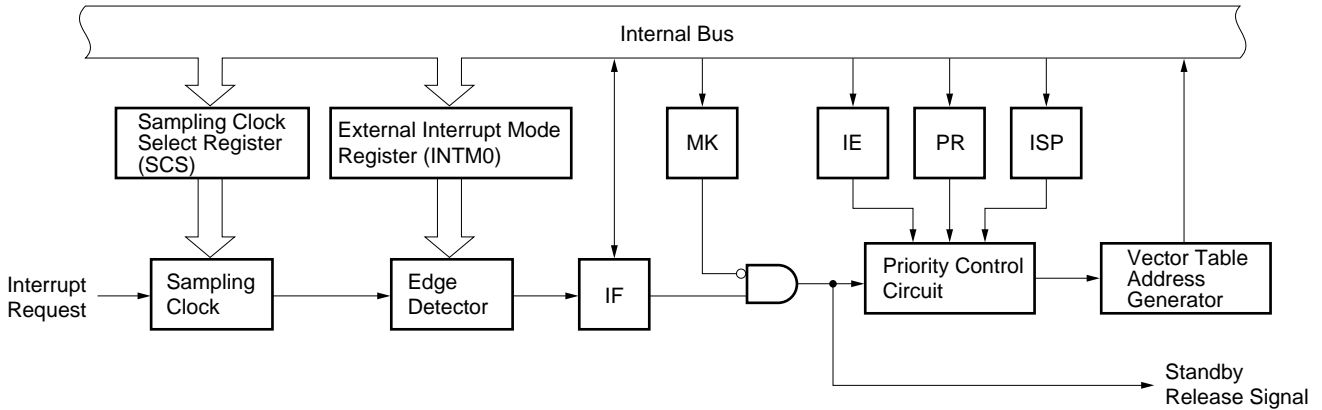 Internal Bus
Sampling Clock
Select Register
(SCS)
External Interrupt Mode
Register (INTM0)
MK
IE
PR
ISP
Interrupt
Request
Sampling
Clock
Edge
Detector
IF
Priority Control
Circuit
Vector Table
Address
Generator
Standby
Release Signal